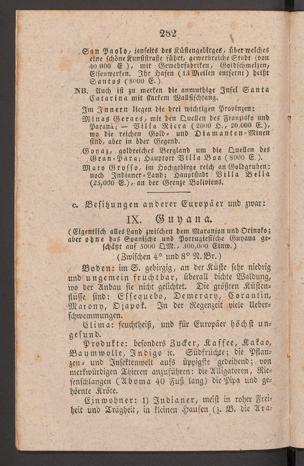 282
San Paolo, jenseits des Küstengebirges, über welches
eine schöne Kunststraße führt, gewerbreiche Stadt (von
40000 E.), mit Gewehrfabriken, Goldschmelzen,
Eisenwerken. Ihr Hafen (13 Meilen entfernt) heißt
Santos (8000 E.).
NB. Auch ist zu merken die anmuthige Insel Santa
Catarina mit starkem Wallfischfang.
Im Innern liegen die drei wichtigen Provinzen:
Minas Geraes, mit den Quellen des Franzisko und
Parana; — Villa Ricca (2000 H., 20,000 E.),
wo die reichen Gold- und Diamanten-Minen
sind, aber in öder Gegend.
Goyaz, goldreiches Bergland um die Quellen des
Gran-Para; Hauptort Villa Boa (8000 E.).
Mato Grosso, im Hochgebirge reich an Goldgruben;
noch Indianer-Land; Hauptstadt Villa Bella
(25,000 E.), an der Grenze Boliviens.
c. Besitzungen anderer Europäer und zwar:
IX. Guyana.
(Eigentlich alles Land zwischen dem Maranjon und Orinoko;
aber ohne das Spanische und Portugiesische Guyana ge-
schätzt auf 5000 QM., 300,000 Einw.)
(Zwischen 4° und 8° N. Br.)
Boden: im S. gebirgig, an der Küste sehr niedrig
und ungemein fruchtbar, überall dichte Waldung,
wo der Anbau sie nicht gelichtet. Die größten Küsten-
flüsse sind: Essequebo, Demerary, Corantin,
Marony, Ojapok. In der Regenzeit viele Ueber-
schwemmungen.
Clima: feuchtheiß, und für Europäer höchst un-
gesund.
Produkte: besonders Zucker, Kaffee, Kakao,
Baumwolle, Indigo u. Südfrüchte; die Pflan-
zen- und Insektenwelt aufs üppigste gedeihend; von
merkwürdigen Thieren anzuführen: die Alligatoren, Rie-
senschlangen (Aboma 40 Fuß lang) die Pipa und ge-
hörnte Kröte.
Einwohner: 1) Indianer, meist in roher Frei-
heit und Trägheit, in kleinen Haufen (z. B. die Ara-